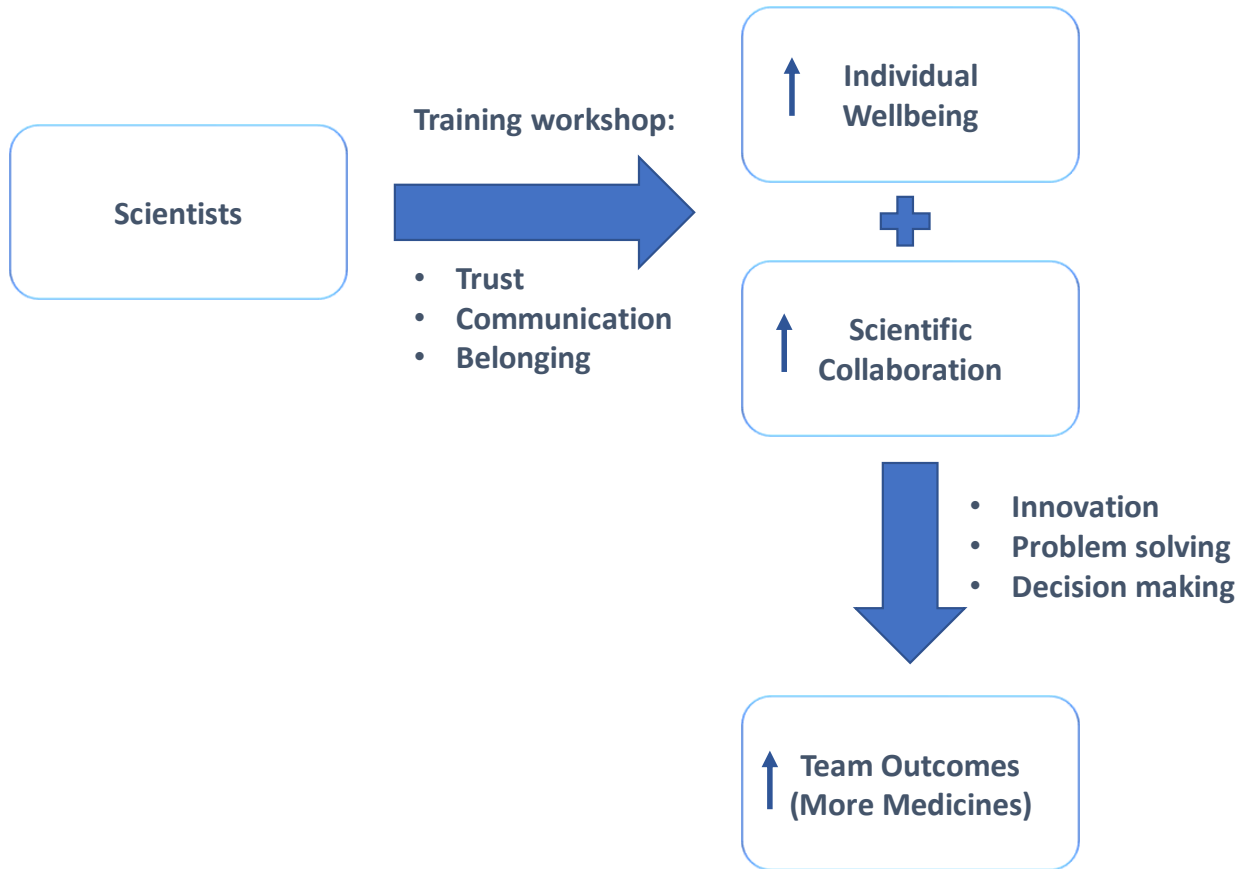 Individual
Wellbeing
Training workshop:
Scientists
• Trust
• Communication
• Belonging
Scientific
Collaboration
• Innovation
• Problem solving
• Decision making
Team Outcomes
(More Medicines)